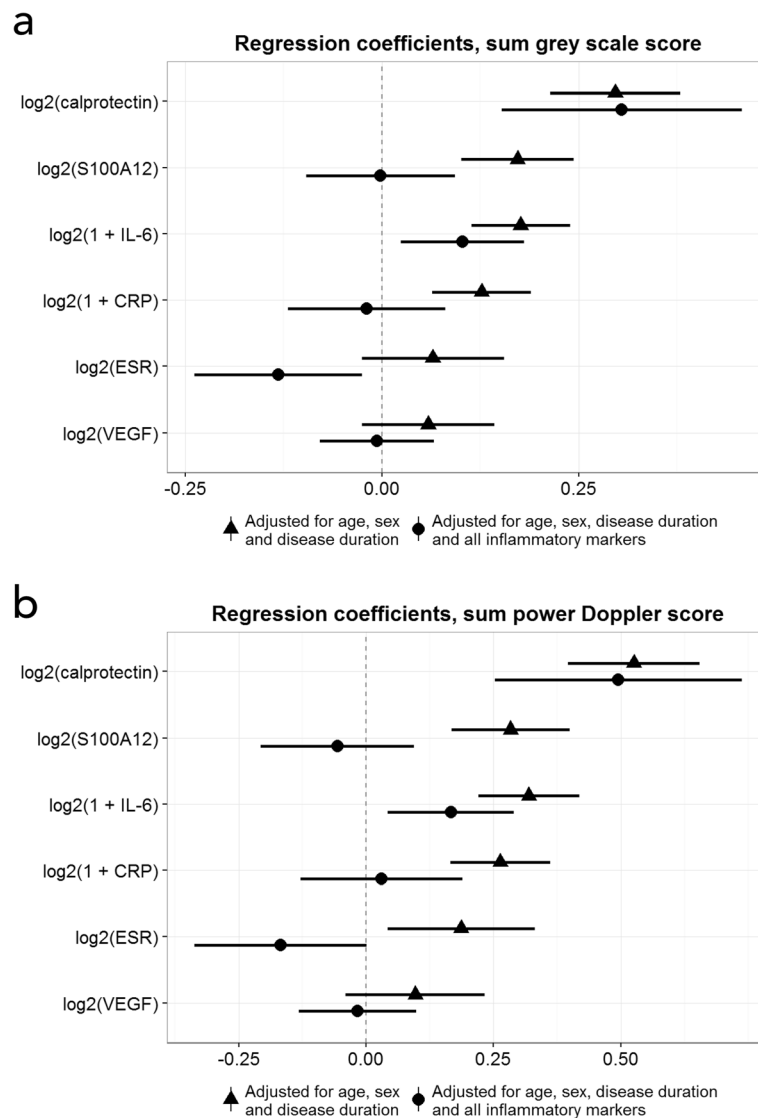 a
Regression coefficients, sum grey scale score
log2(calprotectin)
log2(S100A12)
log2(1 + IL-6)
log2(1 + CRP)
log2(ESR)
log2(VEGF)
-0.25 0.00 0.25
Adjusted for age, sex
and disease duration
Adjusted for age, sex, disease duration
and all inflammatory markers
b
Regression coefficients, sum power Doppler score
log2(calprotectin)
log2(S100A12)
log2(1 + IL-6)
log2(1 + CRP)
log2(ESR)
log2(VEGF)
-0.25 0.00 0.25 0.50
Adjusted for age, sex
and disease duration
Adjusted for age, sex, disease duration
and all inflammatory markers